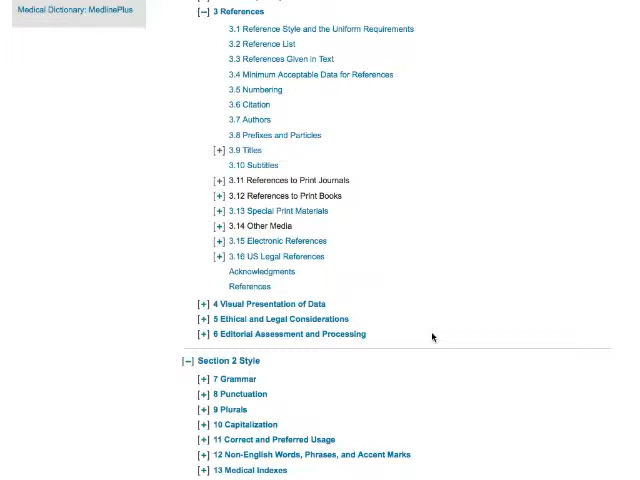 Medical Dictionary: MedlinePlus
[−] 3 References
3.1 Reference Style and the Uniform Requirements
3.2 Reference List
3.3 References Given in Text
3.4 Minimum Acceptable Data for References
3.5 Numbering
3.6 Citation
3.7 Authors
3.8 Prefixes and Particles
[+] 3.9 Titles
3.10 Subtitles
[+] 3.11 References to Print Journals
[+] 3.12 References to Print Books
[+] 3.13 Special Print Materials
[+] 3.14 Other Media
[+] 3.15 Electronic References
[+] 3.16 US Legal References
Acknowledgments
References
[+] 4 Visual Presentation of Data
[+] 5 Ethical and Legal Considerations
[+] 6 Editorial Assessment and Processing
[−] Section 2 Style
[+] 7 Grammar
[+] 8 Punctuation
[+] 9 Plurals
[+] 10 Capitalization
[+] 11 Correct and Preferred Usage
[+] 12 Non-English Words, Phrases, and Accent Marks
[+] 13 Medical Indexes